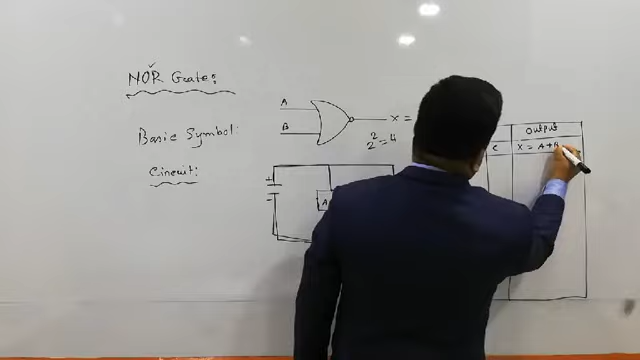 NOR Gate:
A
B
X =
2² = 4
Basic Symbol:
Circuit:
+
-
A
Output
C
X = A+B